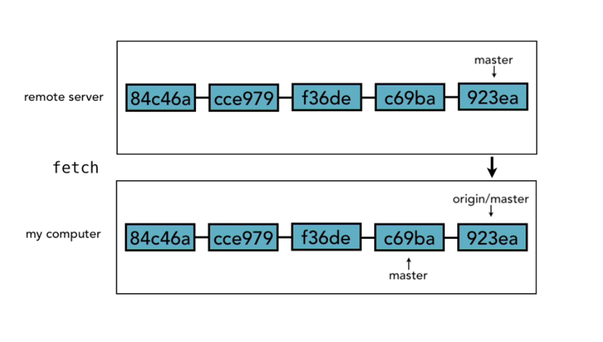 master
remote server
84c46a
cce979
f36de
c69ba
923ea
fetch
origin/master
my computer
84c46a
cce979
f36de
c69ba
923ea
master